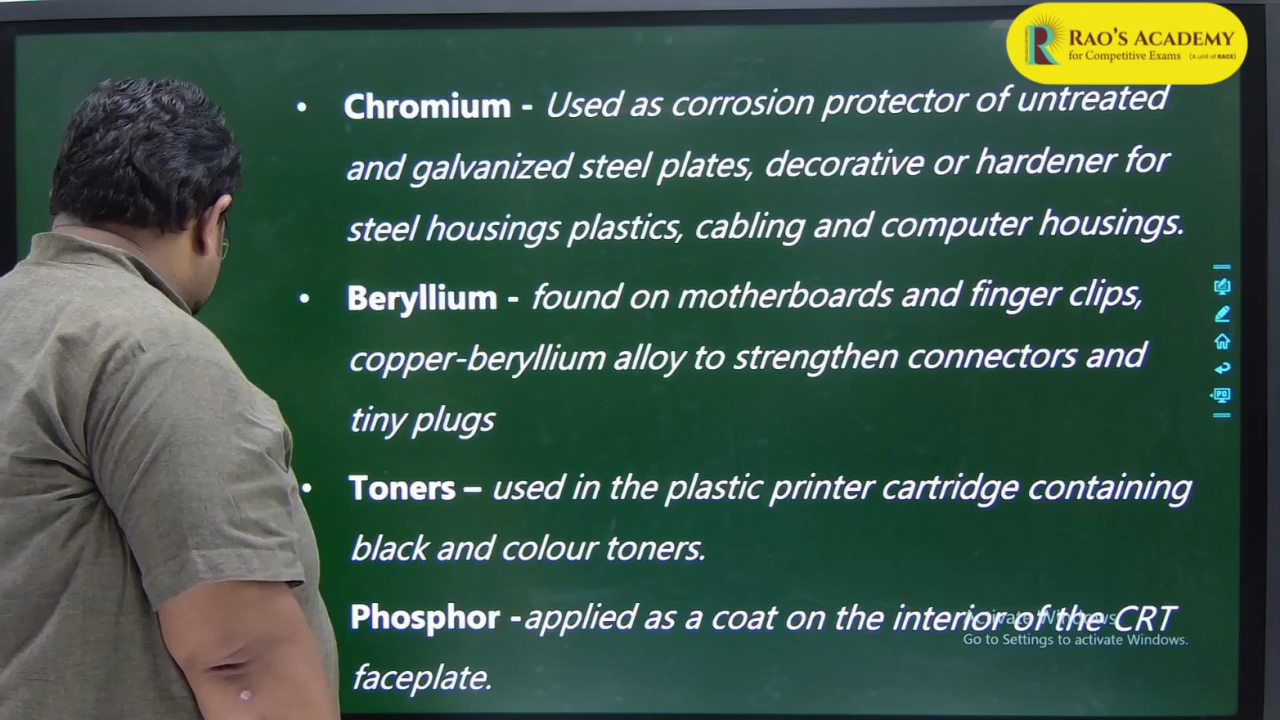 RAO'S ACADEMY
for Competitive Exams (A unit of RACE)
• Chromium - Used as corrosion protector of untreated
and galvanized steel plates, decorative or hardener for
steel housings plastics, cabling and computer housings.
• Beryllium - found on motherboards and finger clips,
copper-beryllium alloy to strengthen connectors and
tiny plugs
• Toners – used in the plastic printer cartridge containing
black and colour toners.
Phosphor -applied as a coat on the interior of the CRT
faceplate.
Activate Windows
Go to Settings to activate Windows.
PD